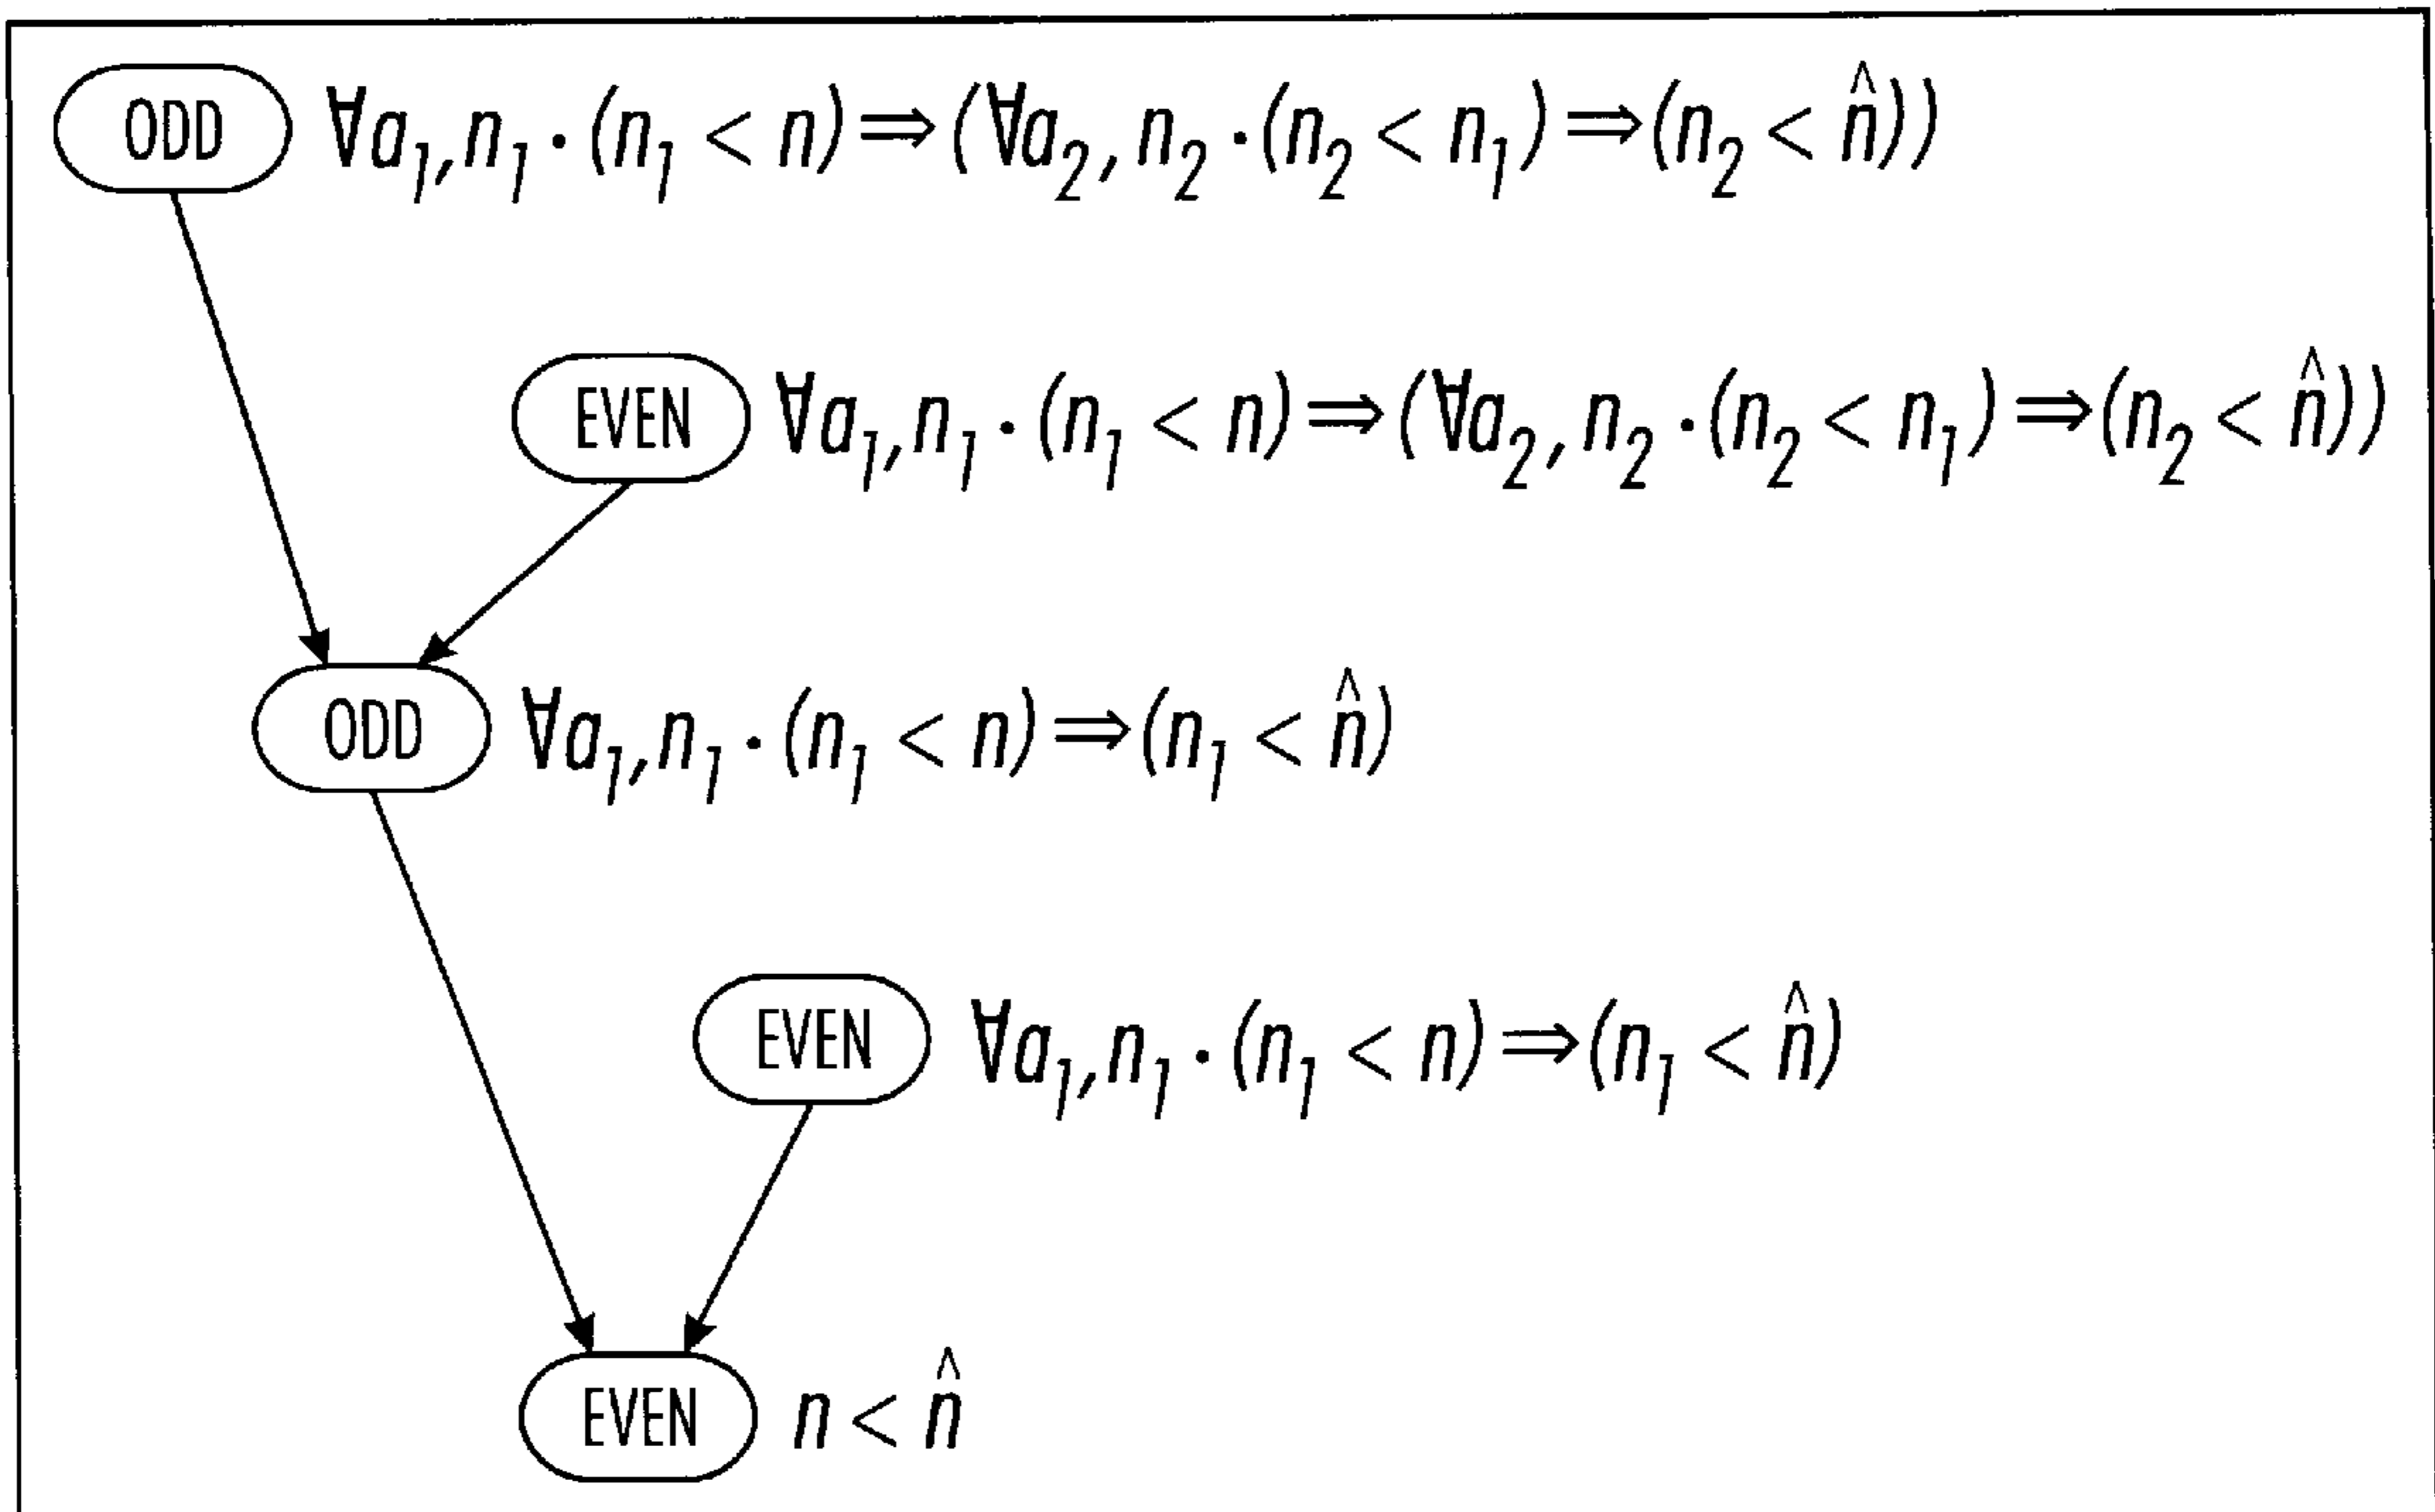 ODD ∀a₁,n₁·(n₁ < n)⇒(∀a₂,n₂·(n₂ < n₁)⇒(n₂ < n̂))
EVEN ∀a₁,n₁·(n₁ < n)⇒(∀a₂,n₂·(n₂ < n₁)⇒(n₂ < n̂))
ODD ∀a₁,n₁·(n₁ < n)⇒(n₁ < n̂)
EVEN ∀a₁,n₁·(n₁ < n)⇒(n₁ < n̂)
EVEN n < n̂